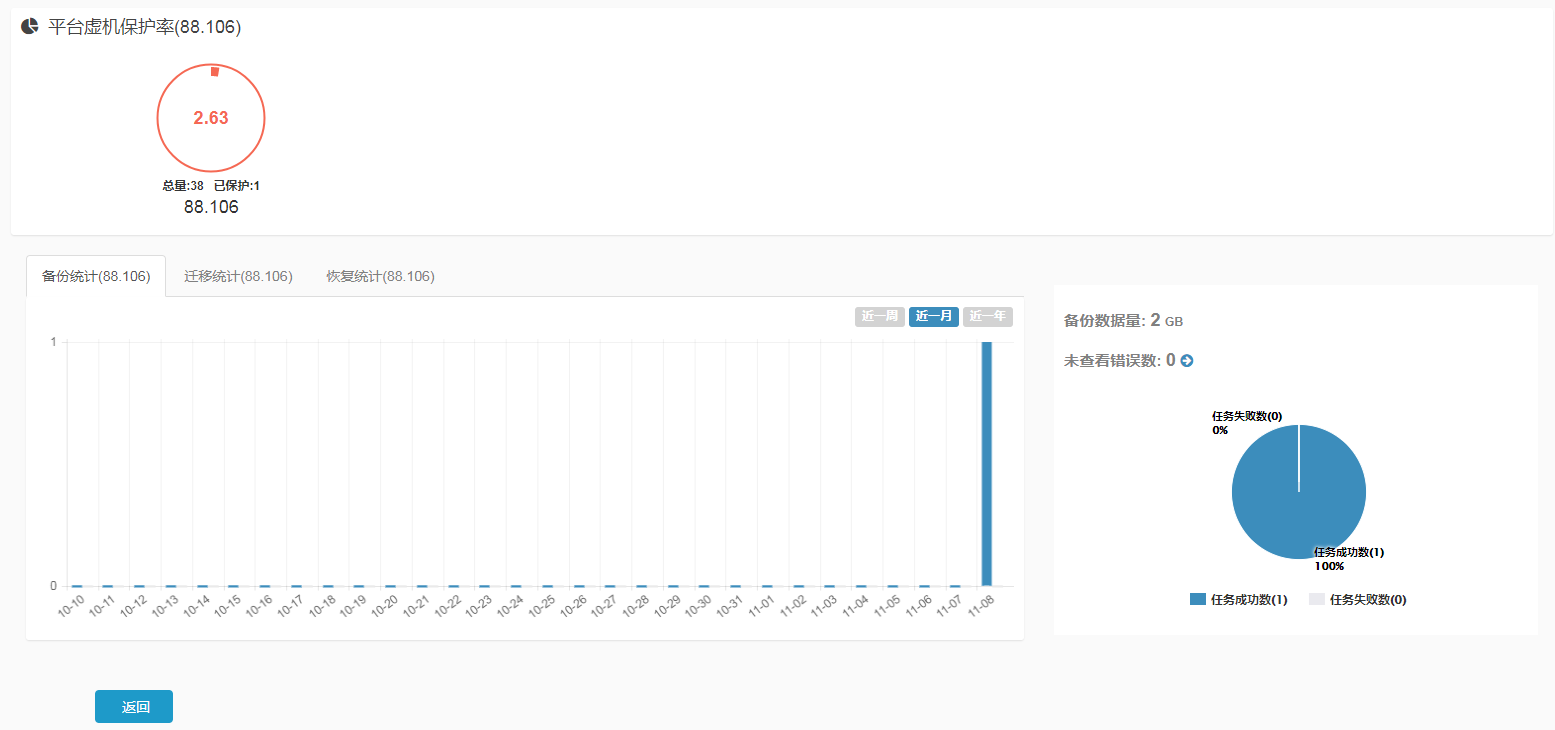 平台虚机保护率(88.106)
2.63
总量:38 已保护:1
88.106
备份统计(88.106) 迁移统计(88.106) 恢复统计(88.106)
近一周 近一月 近一年
1
0
10-10 10-11 10-12 10-13 10-14 10-15 10-16 10-17 10-18 10-19 10-20 10-21 10-22 10-23 10-24 10-25 10-26 10-27 10-28 10-29 10-30 10-31 11-01 11-02 11-03 11-04 11-05 11-06 11-07 11-08
备份数据量: 2 GB
未查看错误数: 0
任务失败数(0)
0%
任务成功数(1)
100%
任务成功数(1) 任务失败数(0)
返回